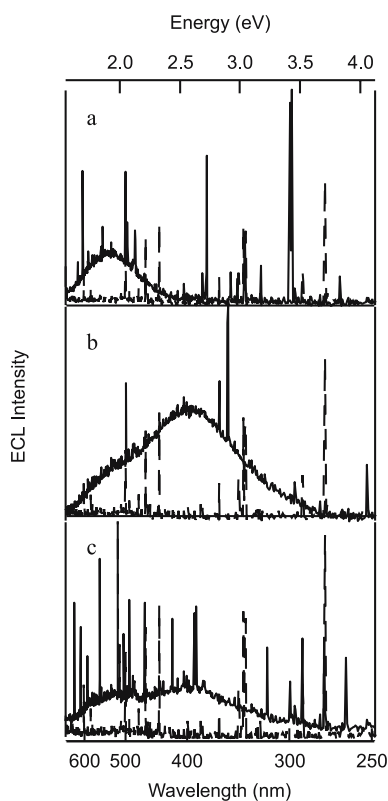 Energy (eV)
2.0 2.5 3.0 3.5 4.0
a
b
c
ECL Intensity
600 500 400 300 250
Wavelength (nm)